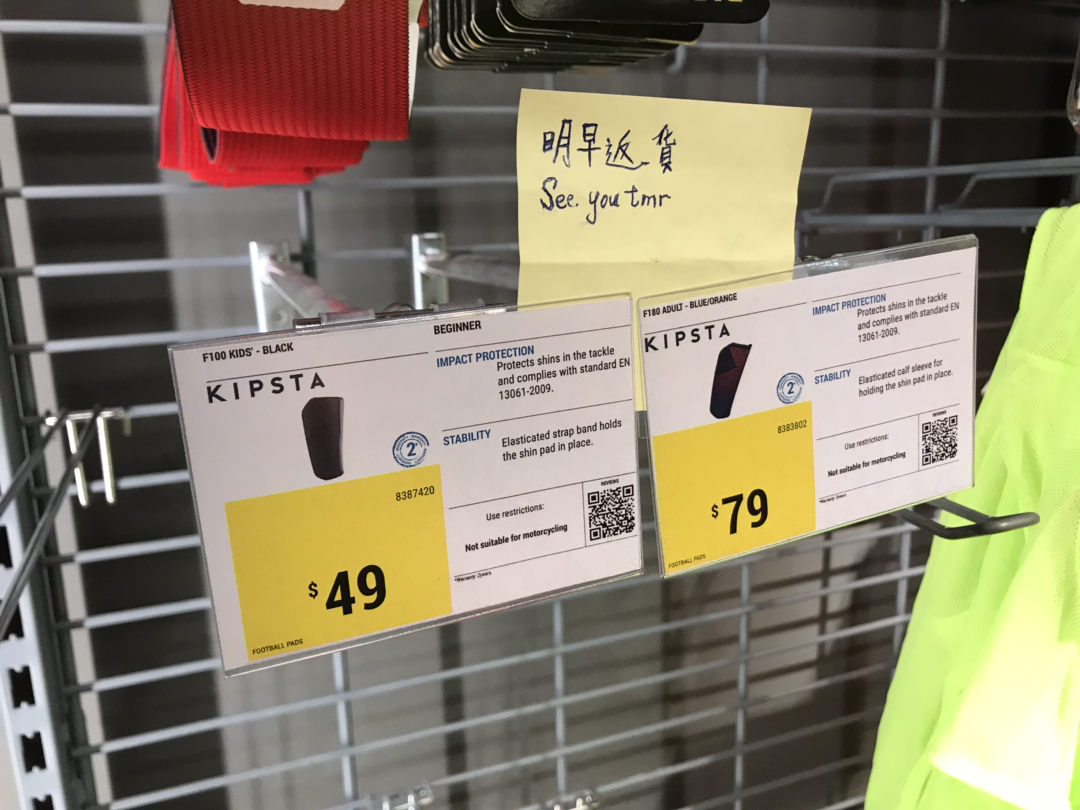 明早返貨
See you tmr
F100 KIDS' - BLACK
BEGINNER
KIPSTA
IMPACT PROTECTION
Protects shins in the tackle
and complies with standard EN
13061-2009.
STABILITY
Elasticated strap band holds
the shin pad in place.
2
8387420
$49
FOOTBALL PADS
Use restrictions:
Not suitable for motorcycling
REVIEWS
*Warranty: 2years.
F180 ADULT - BLUE/ORANGE
KIPSTA
IMPACT PROTECTION
Protects shins in the tackle
and complies with standard EN
13061-2009.
STABILITY
Elasticated calf sleeve for
holding the shin pad in place.
2
8383802
$79
FOOTBALL PADS
Use restrictions:
Not suitable for motorcycling
REVIEWS